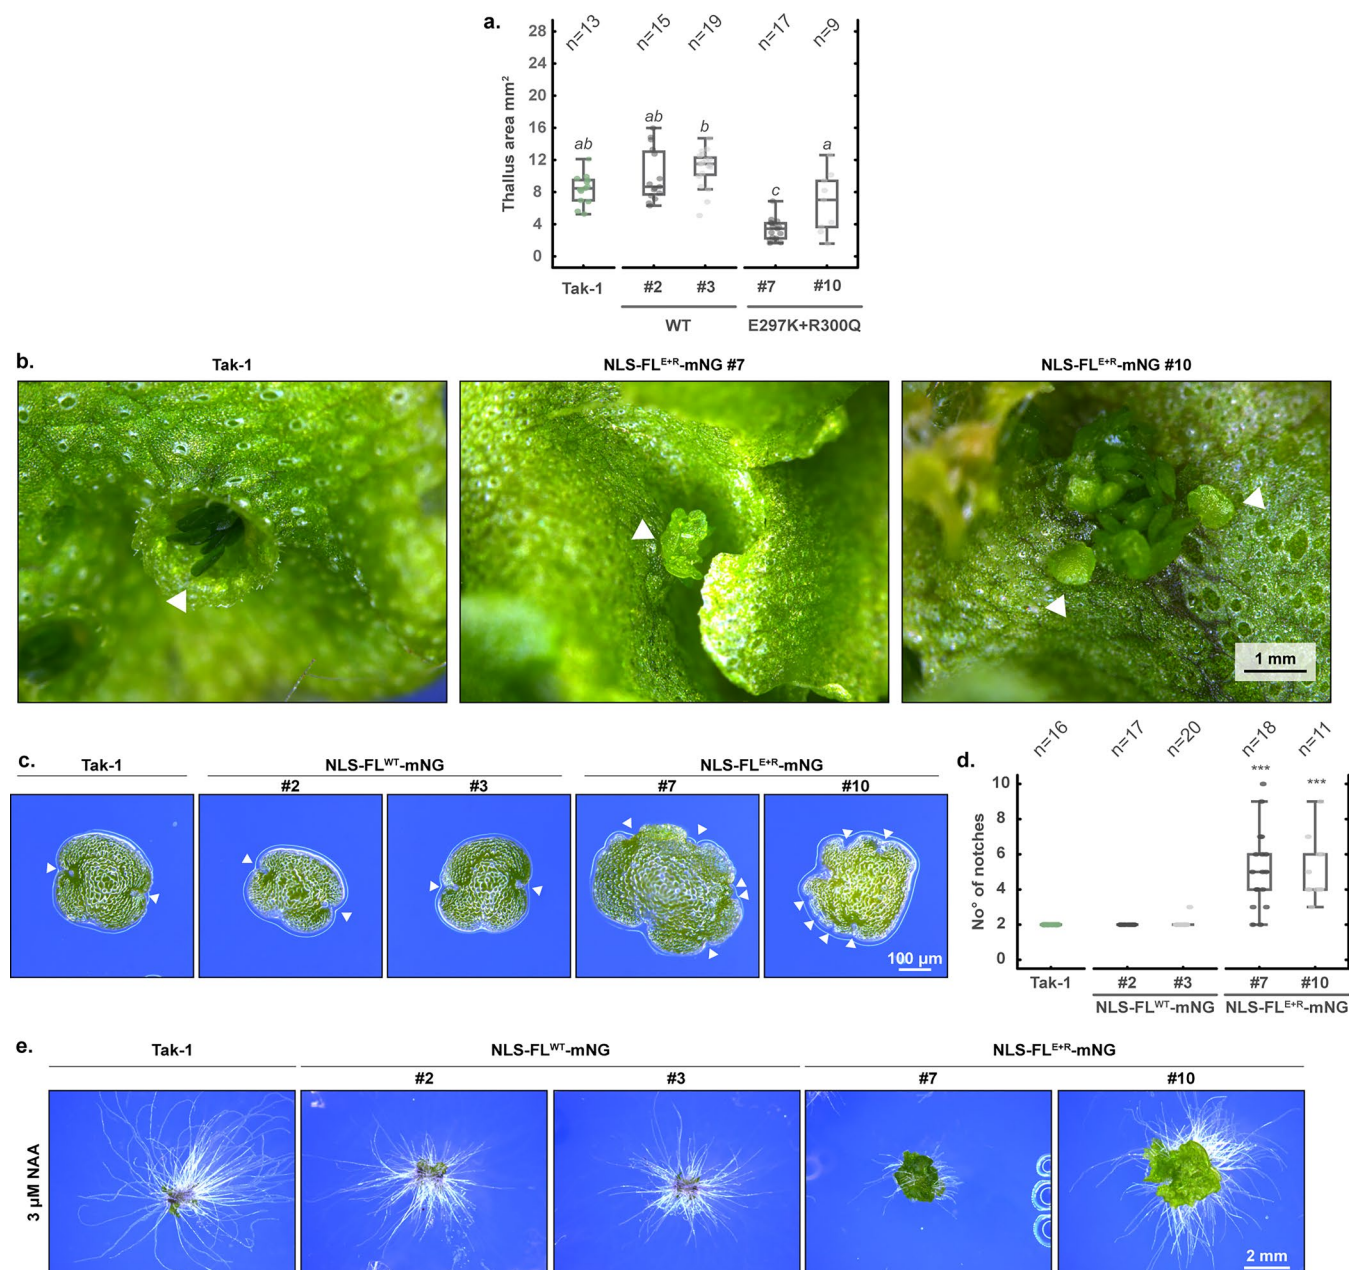 a.
n=13 n=15 n=19 n=17 n=9
Thallus area mm²
28
24
20
16
12
8
4
0
ab ab b c a
Tak-1 #2 #3 #7 #10
WT E297K+R300Q
b.
Tak-1 NLS-FLᴱ⁺ᴿ-mNG #7 NLS-FLᴱ⁺ᴿ-mNG #10
1 mm
c.
Tak-1 NLS-FLᵂᵀ-mNG NLS-FLᴱ⁺ᴿ-mNG
#2 #3 #7 #10
100 µm
d.
n=16 n=17 n=20 n=18 n=11
No° of notches
10
8
6
4
2
0
*** ***
Tak-1 #2 #3 #7 #10
NLS-FLᵂᵀ-mNG NLS-FLᴱ⁺ᴿ-mNG
e.
Tak-1 NLS-FLᵂᵀ-mNG NLS-FLᴱ⁺ᴿ-mNG
#2 #3 #7 #10
3 µM NAA
2 mm